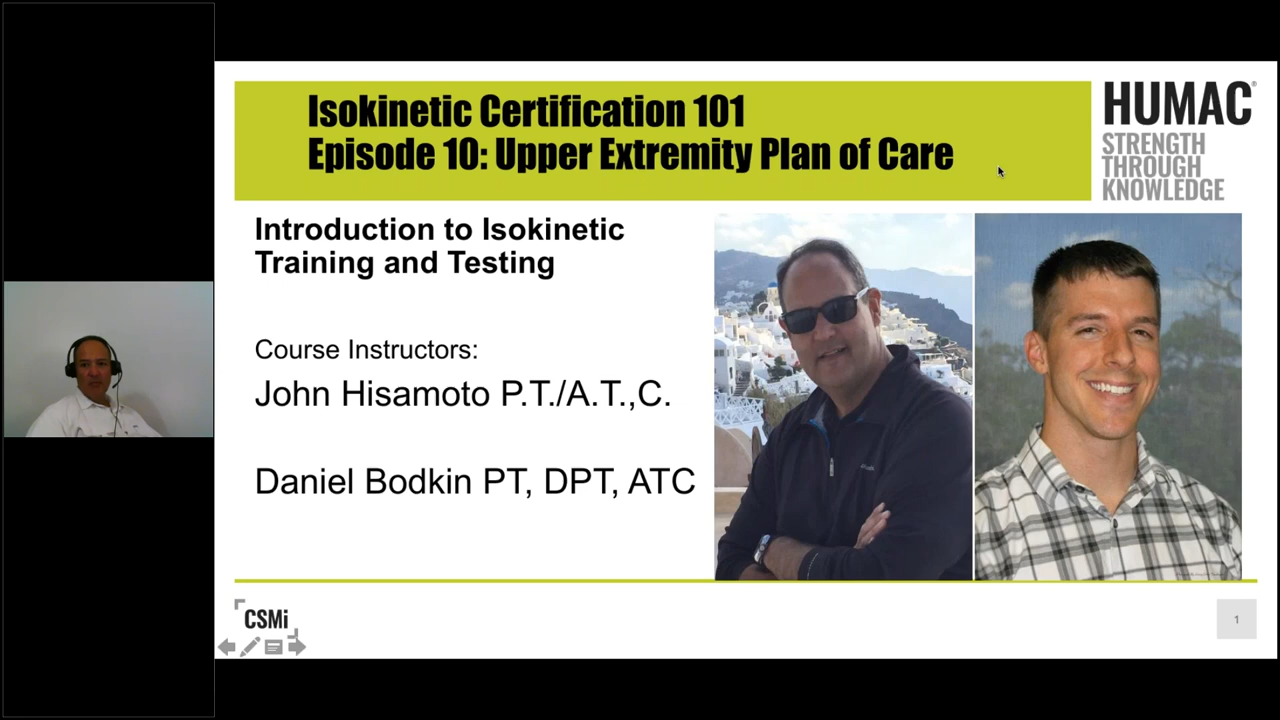 Isokinetic Certification 101
Episode 10: Upper Extremity Plan of Care
HUMAC®
STRENGTH
THROUGH
KNOWLEDGE
Introduction to Isokinetic
Training and Testing
Course Instructors:
John Hisamoto P.T./A.T.,C.
Daniel Bodkin PT, DPT, ATC
CSMi
1